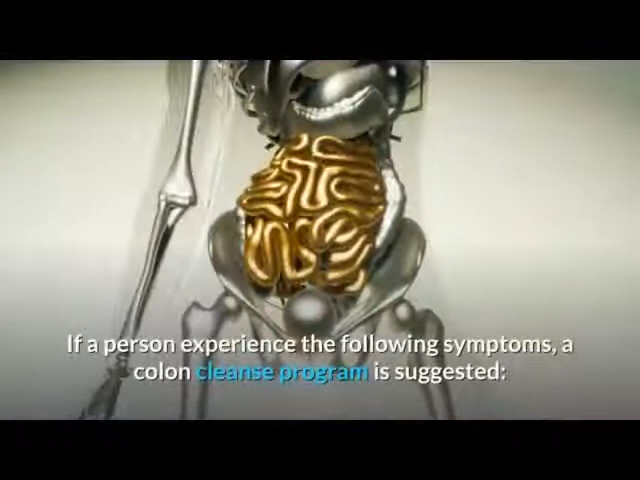 If a person experience the following symptoms, a
colon cleanse program is suggested: